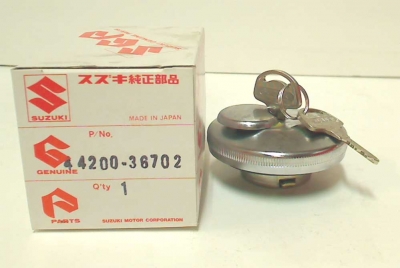 スズキ純正部品
SUZUKI
MADE IN JAPAN
P/No.
44200-36702
GENUINE
Q'ty 1
PARTS
SUZUKI MOTOR CORPORATION